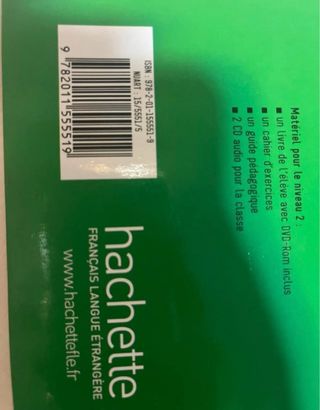 Matériel pour le niveau 2 :
■ un livre de l'élève avec DVD-Rom inclus
■ un cahier d'exercices
■ un guide pédagogique
■ 2 CD audio pour la classe
ISBN : 978-2-01-155551-9
NUART : 15/5551/5
9 782011 555519
hachette
FRANÇAIS LANGUE ÉTRANGÈRE
www.hachettefle.fr